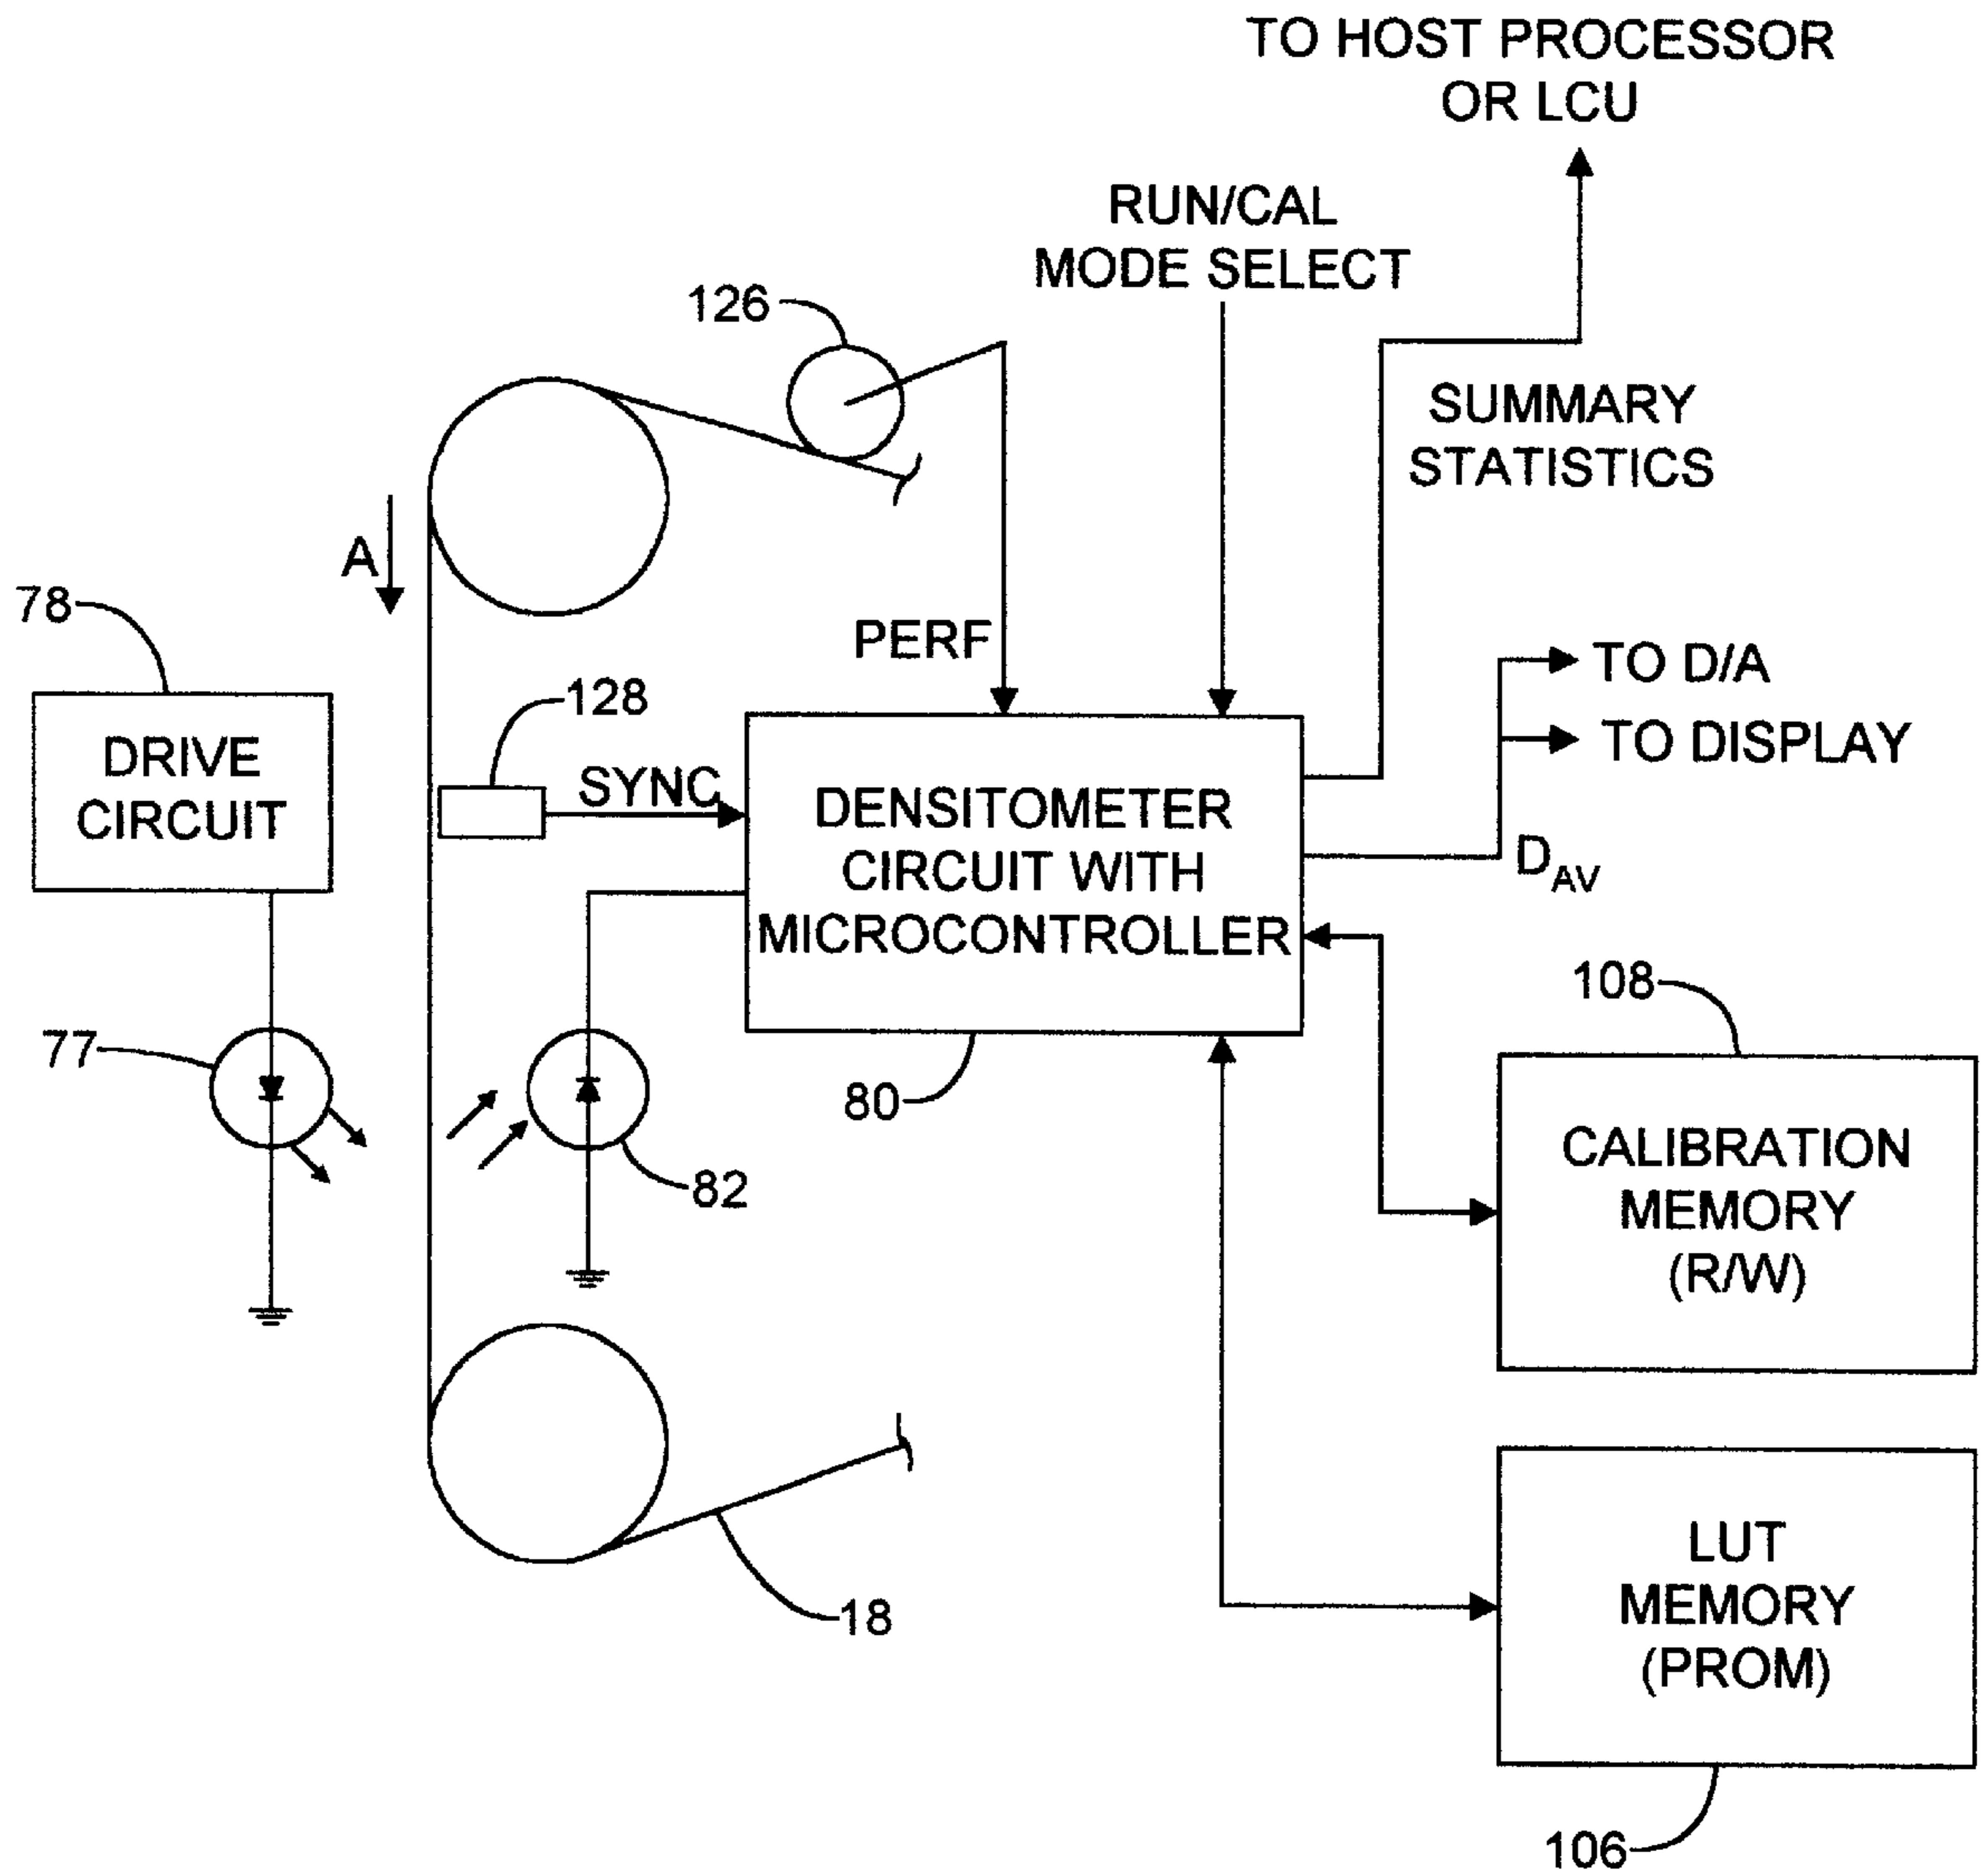 TO HOST PROCESSOR
OR LCU
RUN/CAL
MODE SELECT
126
SUMMARY
STATISTICS
A
78
PERF
TO D/A
128
TO DISPLAY
DRIVE
CIRCUIT
SYNC
DENSITOMETER
CIRCUIT WITH
MICROCONTROLLER
DAV
108
77
80
CALIBRATION
MEMORY
(R/W)
82
LUT
MEMORY
(PROM)
18
106